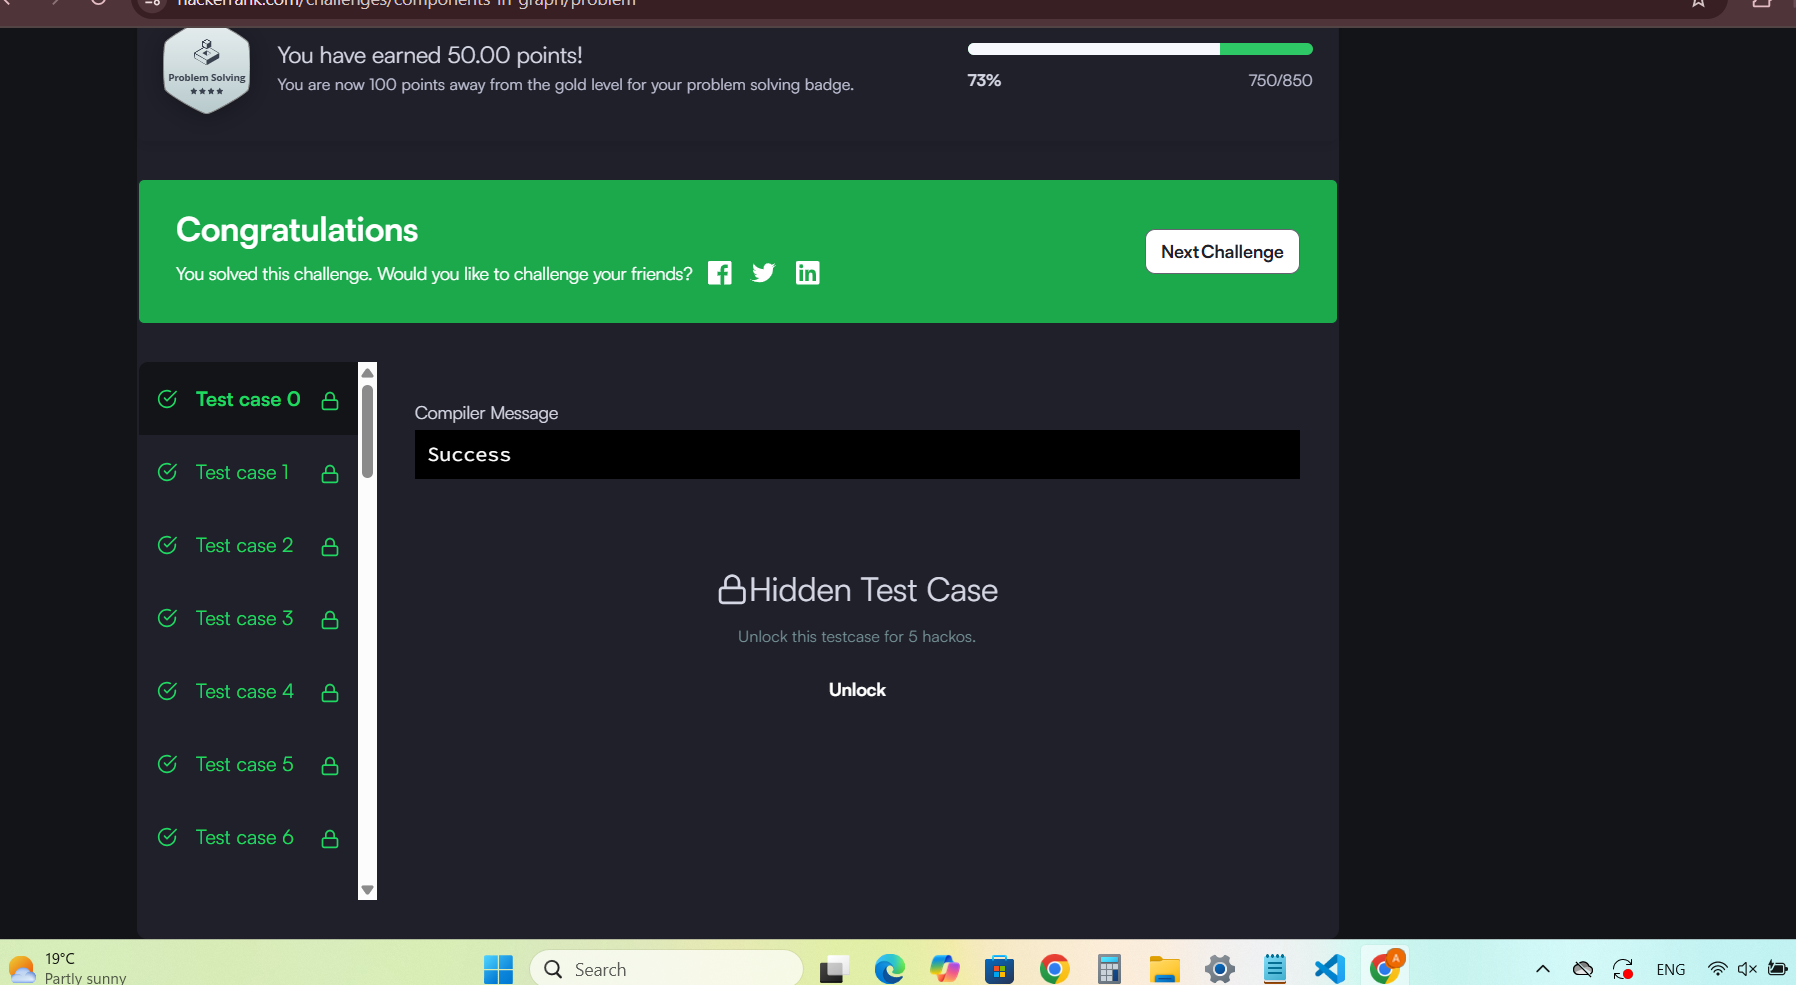 hackerrank.com/challenges/components-in-graph/problem
Problem Solving
You have earned 50.00 points!
You are now 100 points away from the gold level for your problem solving badge.
73%
750/850
Congratulations
You solved this challenge. Would you like to challenge your friends?
Next Challenge
Test case 0
Test case 1
Test case 2
Test case 3
Test case 4
Test case 5
Test case 6
Compiler Message
Success
Hidden Test Case
Unlock this testcase for 5 hackos.
Unlock
19°C
Partly sunny
Search
A
ENG